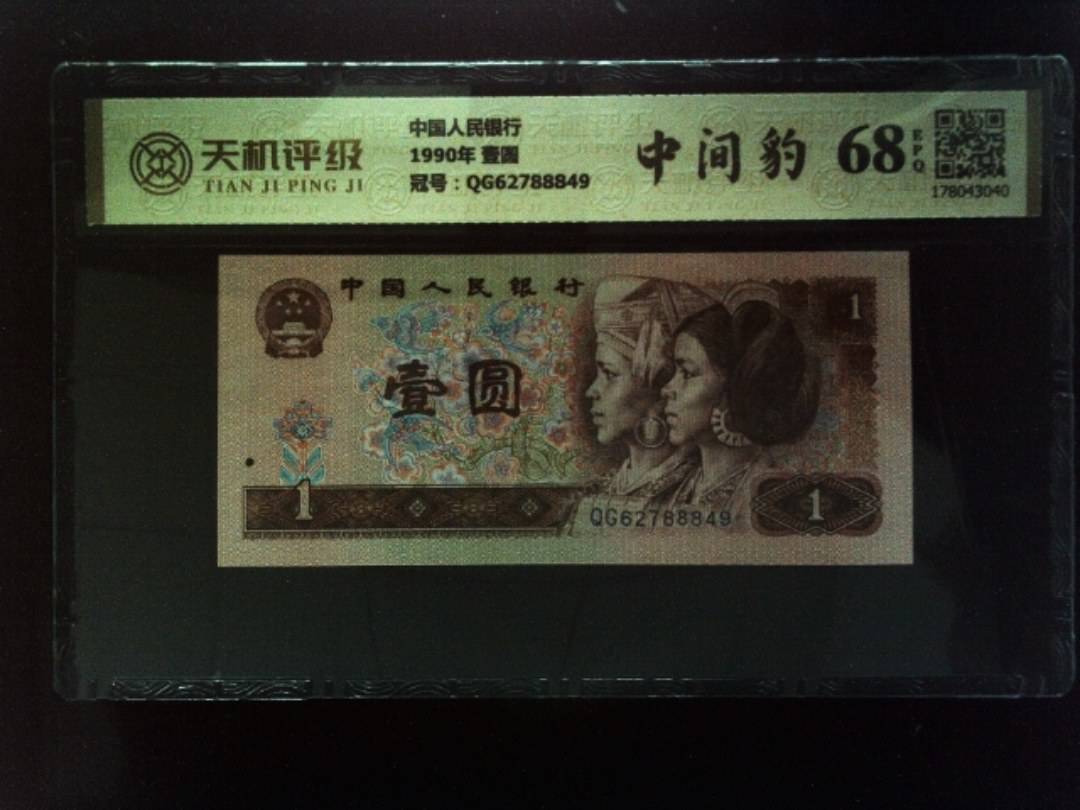 天机评级
TIAN JI PING JI
中国人民银行
1990年 壹圆
冠号：QG62788849
中间豹
68
EPQ
178043040
中国人民银行
1
壹圆
1
QG62788849
1